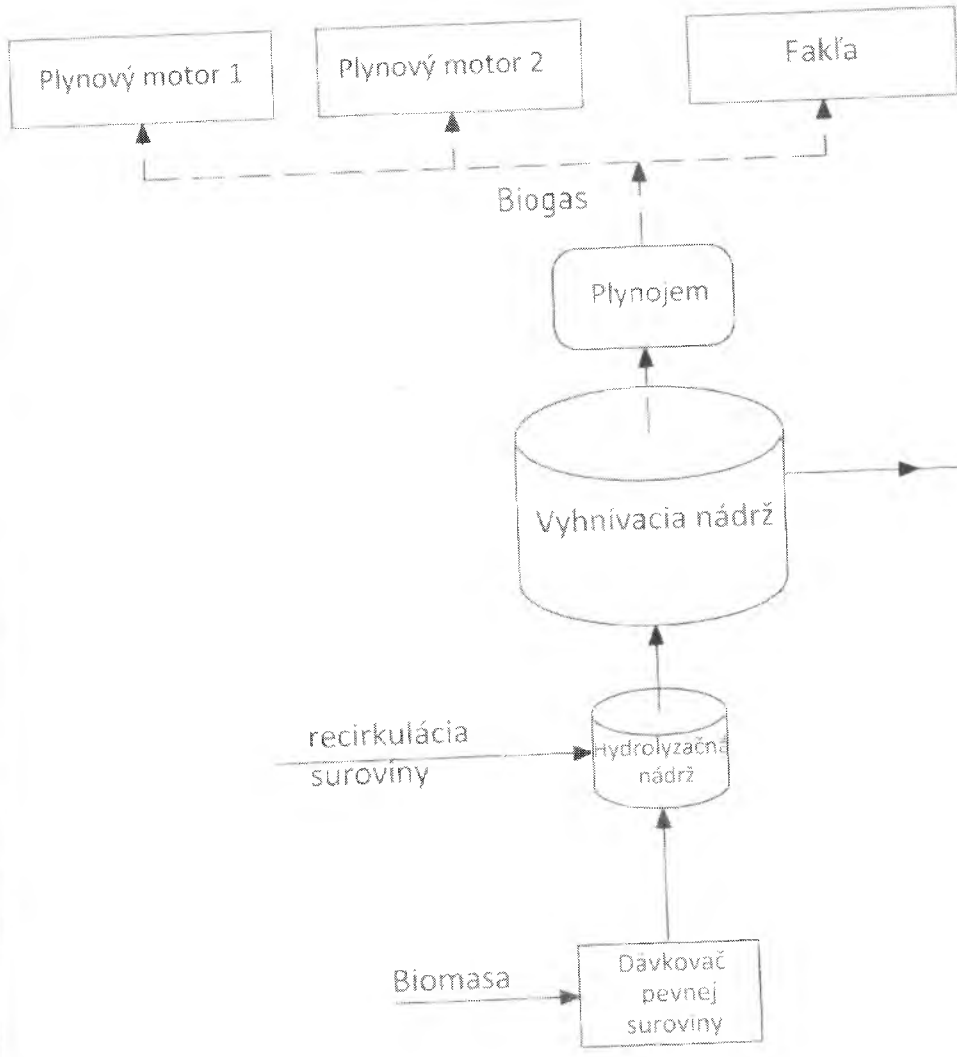 Plynový motor 1
Plynový motor 2
Fakľa
Biogas
Plynojem
Vyhnívacia nádrž
recirkulácia
suroviny
Hydrolyzačná
nádrž
Biomasa
Dávkovač
pevnej
suroviny